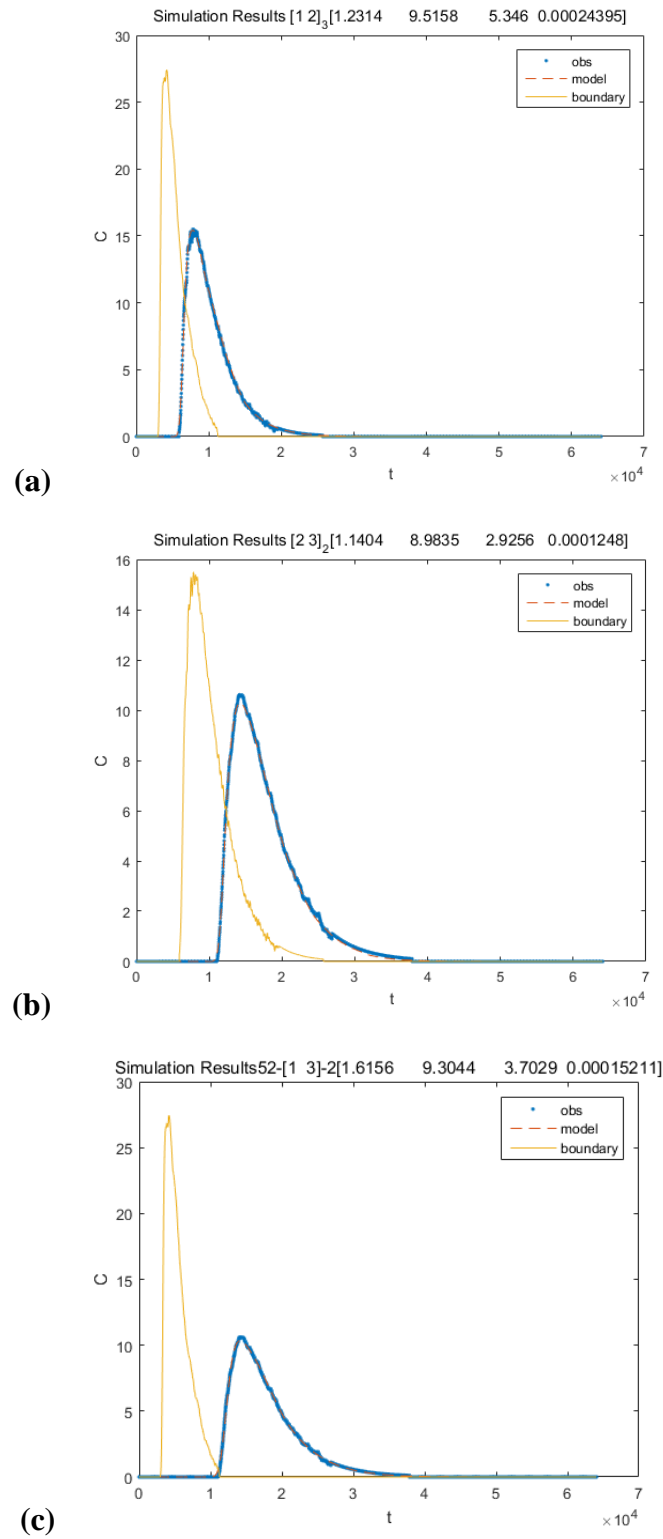 Simulation Results [1 2]3[1.2314 9.5158 5.346 0.00024395]
30
25
20
15
10
5
0
C
obs
model
boundary
0 1 2 3 4 5 6 7
t
×10^4
(a)
Simulation Results [2 3]2[1.1404 8.9835 2.9256 0.0001248]
16
14
12
10
8
6
4
2
0
C
obs
model
boundary
0 1 2 3 4 5 6 7
t
×10^4
(b)
Simulation Results52-[1 3]-2[1.6156 9.3044 3.7029 0.00015211]
30
25
20
15
10
5
0
C
obs
model
boundary
0 1 2 3 4 5 6 7
t
×10^4
(c)